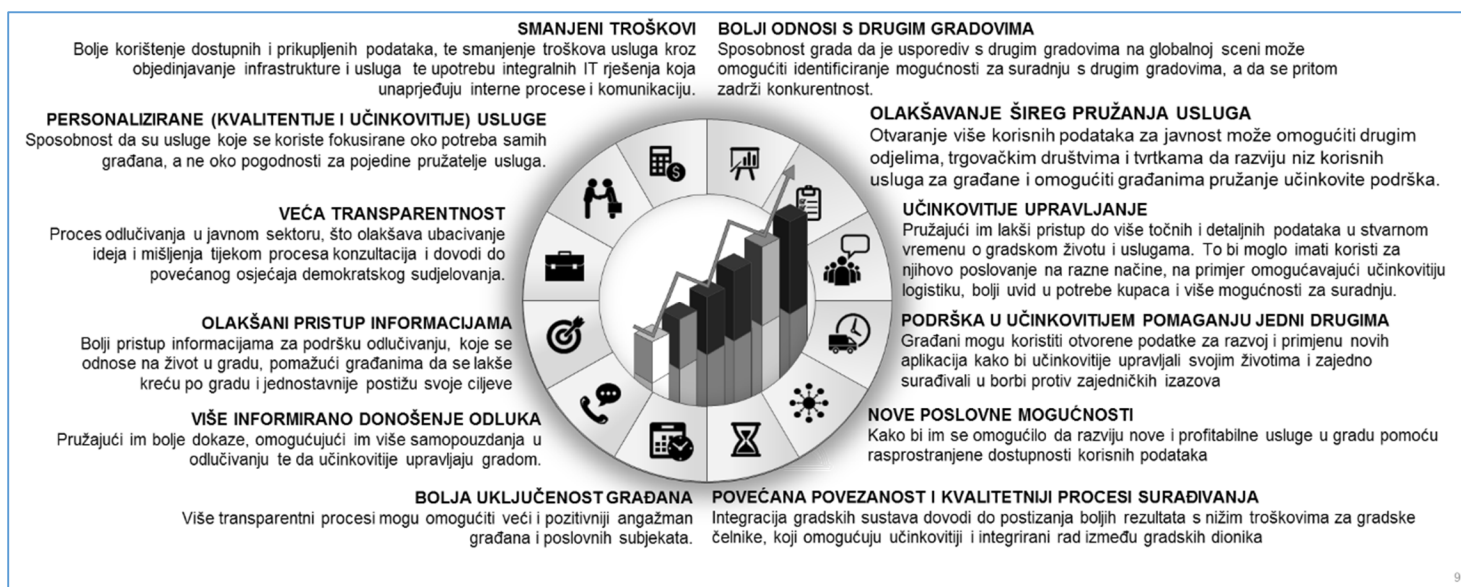 SMANJENI TROŠKOVI
Bolje korištenje dostupnih i prikupljenih podataka, te smanjenje troškova usluga kroz
objedinjavanje infrastrukture i usluga te upotrebu integralnih IT rješenja koja
unaprjeđuju interne procese i komunikaciju.
PERSONALIZIRANE (KVALITENTIJE I UČINKOVITIJE) USLUGE
Sposobnost da su usluge koje se koriste fokusirane oko potreba samih
građana, a ne oko pogodnosti za pojedine pružatelje usluga.
VEĆA TRANSPARENTNOST
Proces odlučivanja u javnom sektoru, što olakšava ubacivanje
ideja i mišljenja tijekom procesa konzultacija i dovodi do
povećanog osjećaja demokratskog sudjelovanja.
OLAKŠANI PRISTUP INFORMACIJAMA
Bolji pristup informacijama za podršku odlučivanju, koje se
odnose na život u gradu, pomažući građanima da se lakše
kreću po gradu i jednostavnije postižu svoje ciljeve
VIŠE INFORMIRANO DONOŠENJE ODLUKA
Pružajući im bolje dokaze, omogućujući im više samopouzdanja u
odlučivanju te da učinkovitije upravljaju gradom.
BOLJA UKLJUČENOST GRAĐANA
Više transparentni procesi mogu omogućiti veći i pozitivniji angažman
građana i poslovnih subjekata.
BOLJI ODNOSI S DRUGIM GRADOVIMA
Sposobnost grada da je usporediv s drugim gradovima na globalnoj sceni može
omogućiti identificiranje mogućnosti za suradnju s drugim gradovima, a da se pritom
zadrži konkurentnost.
OLAKŠAVANJE ŠIREG PRUŽANJA USLUGA
Otvaranje više korisnih podataka za javnost može omogućiti drugim
odjelima, trgovačkim društvima i tvrtkama da razviju niz korisnih
usluga za građane i omogućiti građanima pružanje učinkovite podrška.
UČINKOVITIJE UPRAVLJANJE
Pružajući im lakši pristup do više točnih i detaljnih podataka u stvarnom
vremenu o gradskom životu i uslugama. To bi moglo imati koristi za
njihovo poslovanje na razne načine, na primjer omogućavajući učinkovitiju
logistiku, bolji uvid u potrebe kupaca i više mogućnosti za suradnju.
PODRŠKA U UČINKOVITIJEM POMAGANJU JEDNI DRUGIMA
Građani mogu koristiti otvorene podatke za razvoj i primjenu novih
aplikacija kako bi učinkovitije upravljali svojim životima i zajedno
surađivali u borbi protiv zajedničkih izazova
NOVE POSLOVNE MOGUĆNOSTI
Kako bi im se omogućilo da razviju nove i profitabilne usluge u gradu pomoću
rasprostranjene dostupnosti korisnih podataka
POVEĆANA POVEZANOST I KVALITETNIJI PROCESI SURAĐIVANJA
Integracija gradskih sustava dovodi do postizanja boljih rezultata s nižim troškovima za gradske
čelnike, koji omogućuju učinkovitiji i integrirani rad između gradskih dionika
9